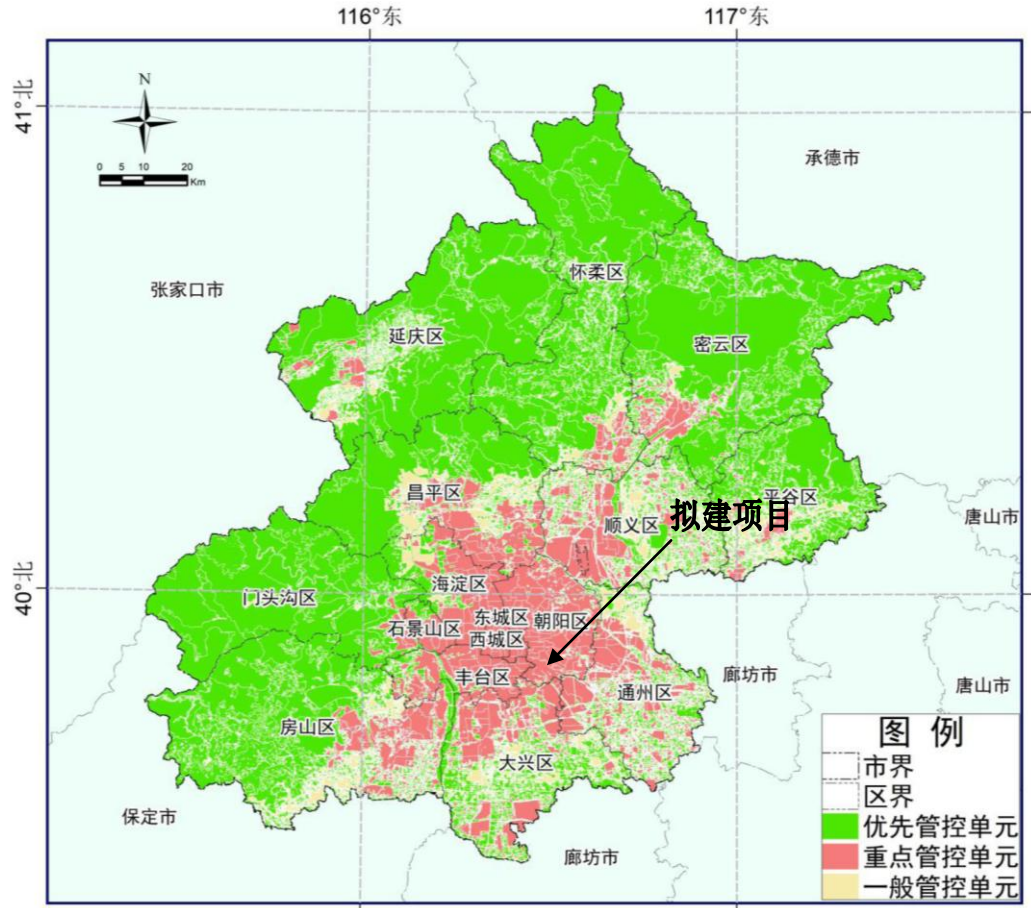 116°东
117°东
41°北
N
0 5 10 20
Km
承德市
怀柔区
张家口市
延庆区
密云区
昌平区
拟建项目
平谷区
顺义区
唐山市
40°北
海淀区
门头沟区
东城区
朝阳区
石景山区
西城区
丰台区
廊坊市
通州区
唐山市
房山区
大兴区
保定市
廊坊市
图 例
市界
区界
优先管控单元
重点管控单元
一般管控单元